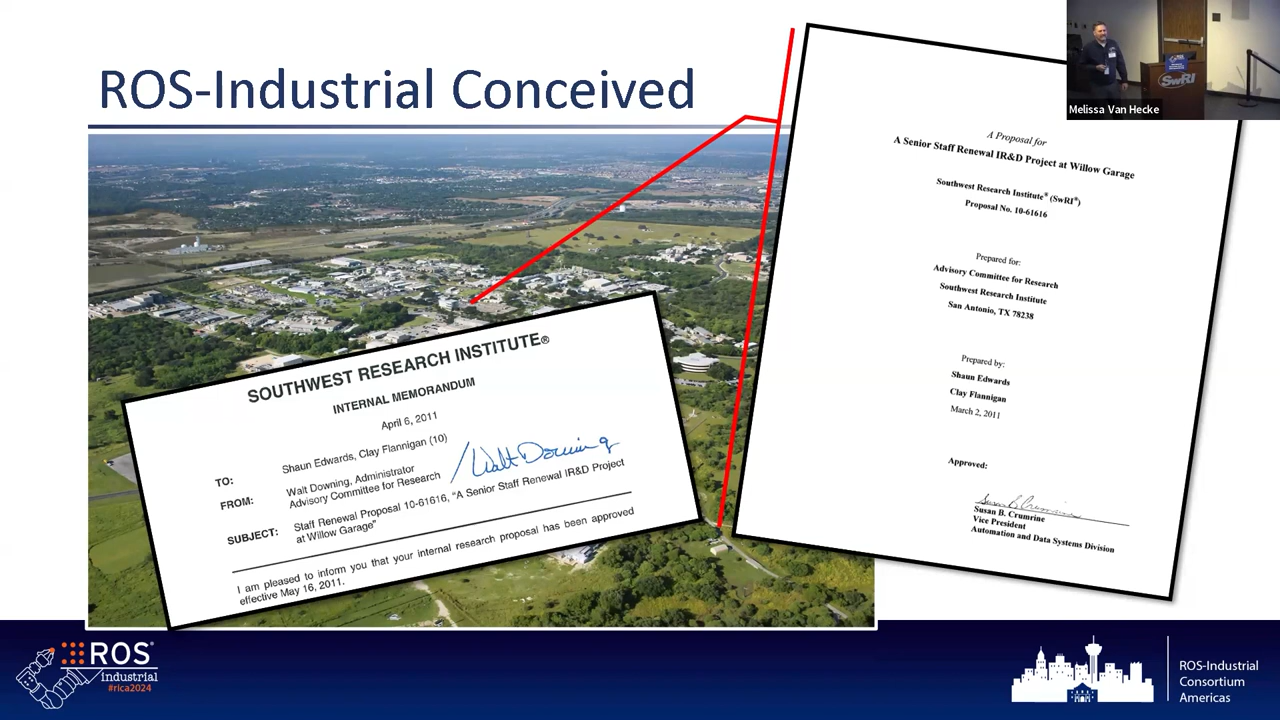 ROS-Industrial Conceived
SwRI
Melissa Van Hecke
A Proposal for
A Senior Staff Renewal IR&D Project at Willow Garage
Southwest Research Institute® (SwRI®)
Proposal No. 10-61616
Prepared for:
Advisory Committee for Research
Southwest Research Institute
San Antonio, TX 78238
Prepared by:
Shaun Edwards
Clay Flannigan
March 2, 2011
Approved:
Susan B. Crumrine
Susan B. Crumrine
Vice President
Automation and Data Systems Division
SOUTHWEST RESEARCH INSTITUTE®
INTERNAL MEMORANDUM
April 6, 2011
TO: Shaun Edwards, Clay Flannigan (10)
FROM: Walt Downing, Administrator
Advisory Committee for Research
Walt Downing
SUBJECT: Staff Renewal Proposal 10-61616, “A Senior Staff Renewal IR&D Project
at Willow Garage”
I am pleased to inform you that your internal research proposal has been approved
effective May 16, 2011.
ROS®
Industrial
#rica2024
ROS-Industrial
Consortium
Americas